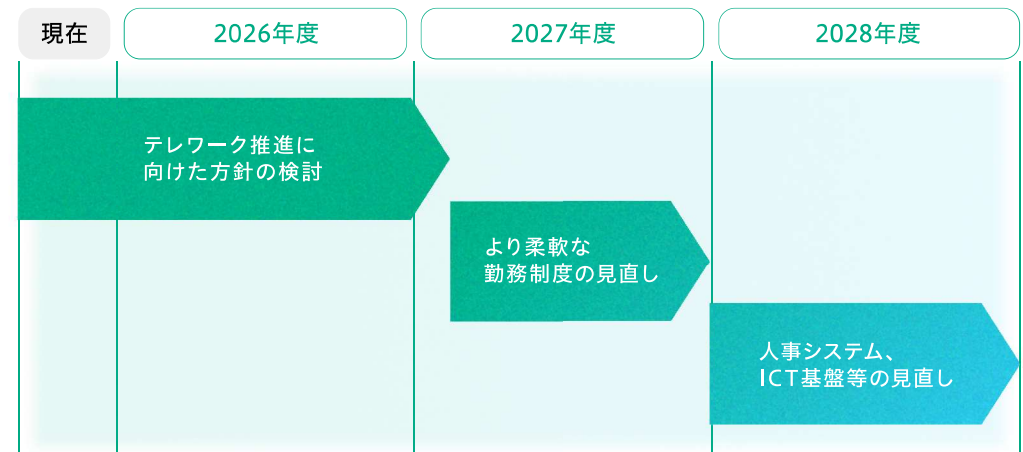 現在
2026年度
2027年度
2028年度
テレワーク推進に
向けた方針の検討
より柔軟な
勤務制度の見直し
人事システム、
ICT基盤等の見直し